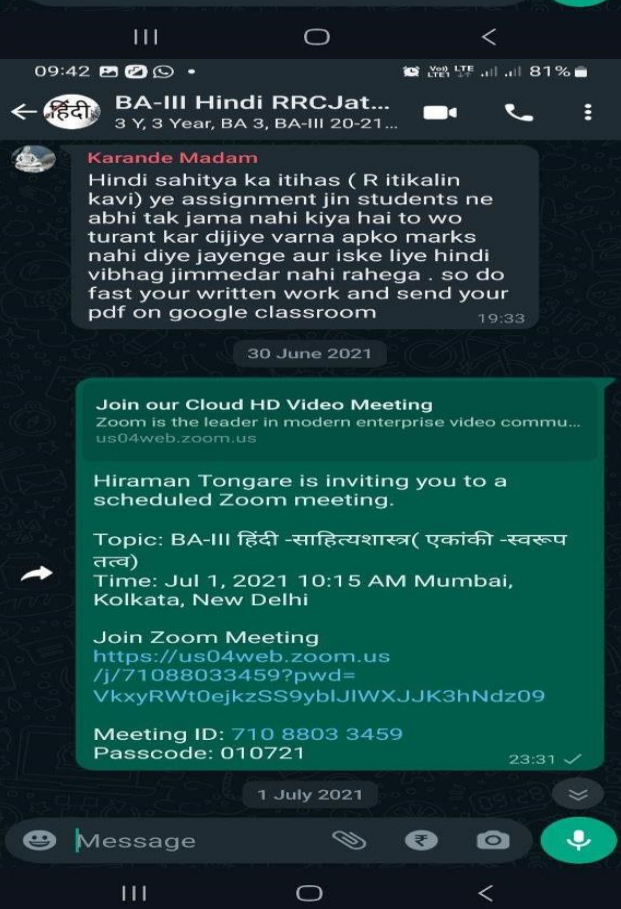 09:42
VoI) LTE
LTE1 81%
हिंदी
BA-III Hindi RRCJat...
3 Y, 3 Year, BA 3, BA-III 20-21...
Karande Madam
Hindi sahitya ka itihas ( R itikalin
kavi) ye assignment jin students ne
abhi tak jama nahi kiya hai to wo
turant kar dijiye varna apko marks
nahi diye jayenge aur iske liye hindi
vibhag jimmedar nahi rahega . so do
fast your written work and send your
pdf on google classroom
19:33
30 June 2021
Join our Cloud HD Video Meeting
Zoom is the leader in modern enterprise video commu...
us04web.zoom.us
Hiraman Tongare is inviting you to a
scheduled Zoom meeting.
Topic: BA-III हिंदी -साहित्यशास्त्र( एकांकी -स्वरूप
तत्व)
Time: Jul 1, 2021 10:15 AM Mumbai,
Kolkata, New Delhi
Join Zoom Meeting
https://us04web.zoom.us
/j/71088033459?pwd=
VkxyRWt0ejkzSS9yblJlWXJJK3hNdz09
Meeting ID: 710 8803 3459
Passcode: 010721
23:31
1 July 2021
Message
₹